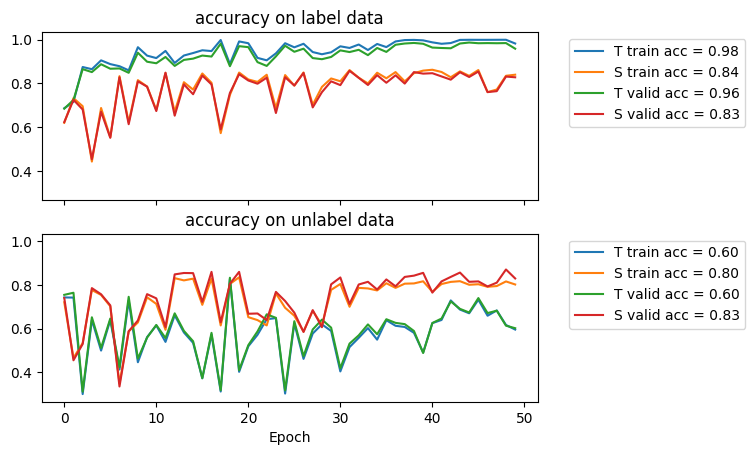 accuracy on label data
1.0
0.8
0.6
0.4
T train acc = 0.98
S train acc = 0.84
T valid acc = 0.96
S valid acc = 0.83
accuracy on unlabel data
1.0
0.8
0.6
0.4
T train acc = 0.60
S train acc = 0.80
T valid acc = 0.60
S valid acc = 0.83
0 10 20 30 40 50
Epoch